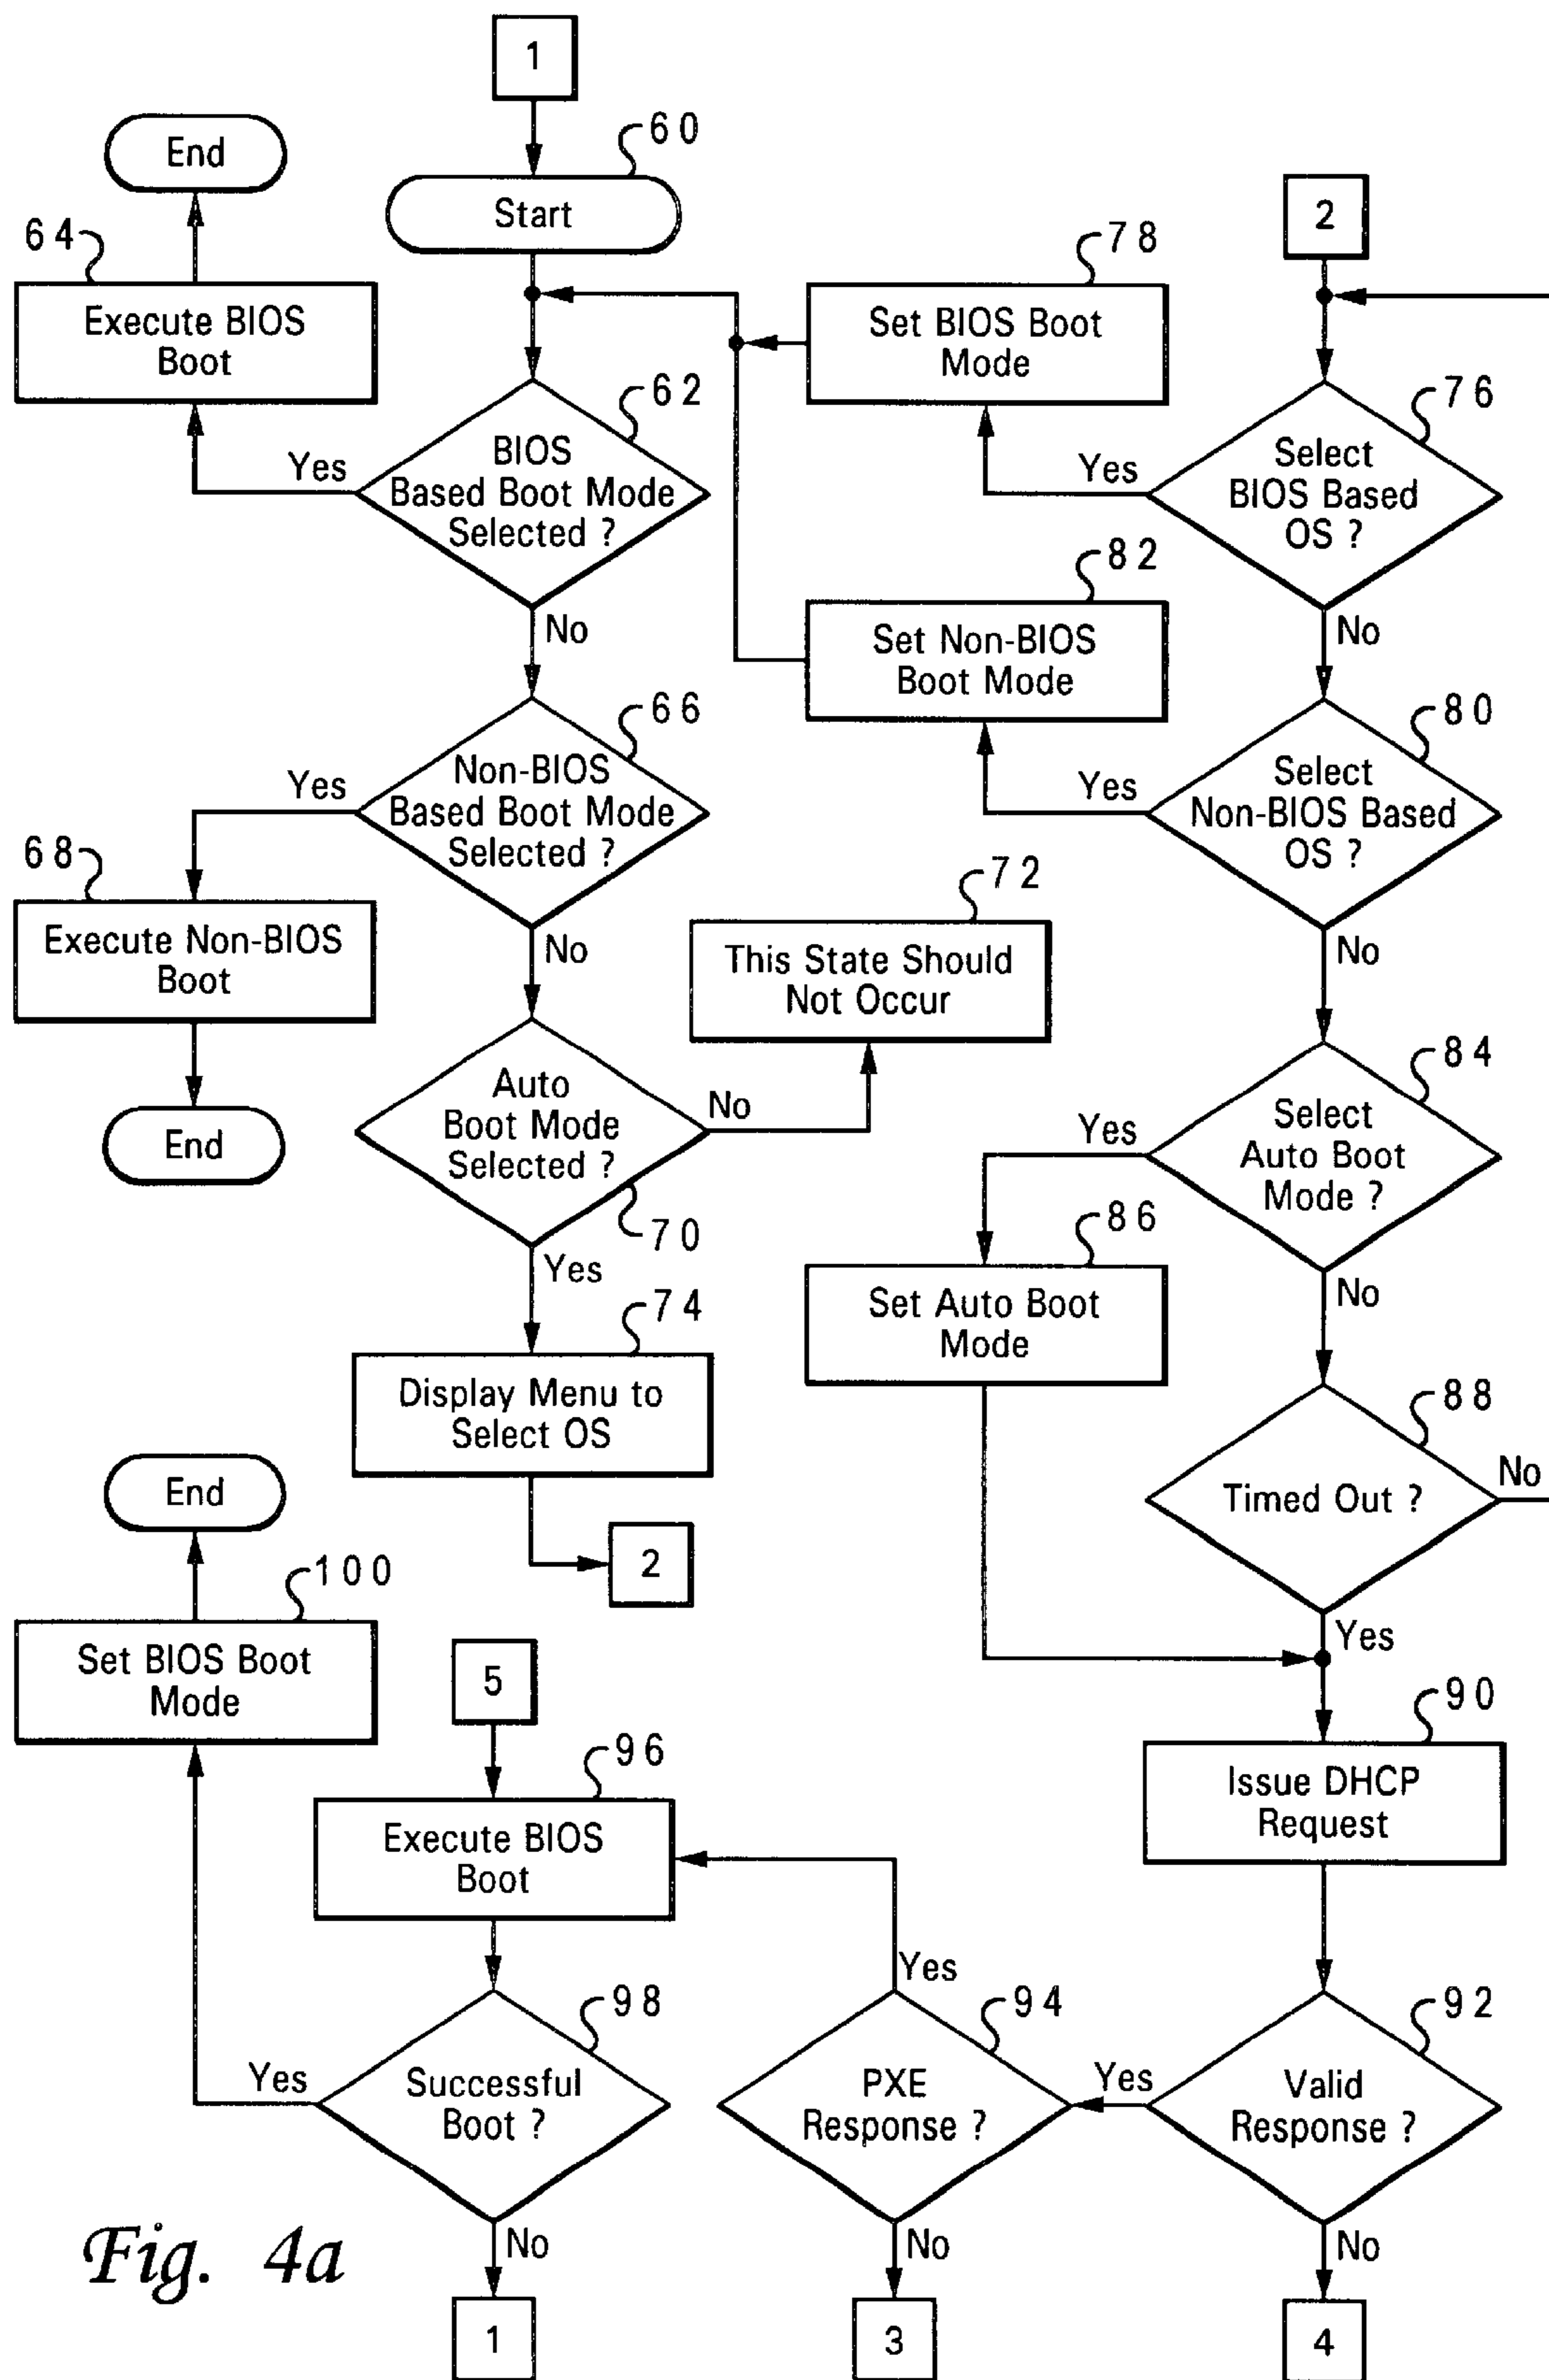 1
60
End
Start
2
64
78
Execute BIOS
Boot
Set BIOS Boot
Mode
62
76
BIOS
Based Boot Mode
Selected ?
Yes
No
Select
BIOS Based
OS ?
Yes
No
82
Set Non-BIOS
Boot Mode
66
80
Non-BIOS
Based Boot Mode
Selected ?
Yes
No
Select
Non-BIOS Based
OS ?
Yes
No
68
Execute Non-BIOS
Boot
End
72
This State Should
Not Occur
Auto
Boot Mode
Selected ?
No
70
Yes
84
Select
Auto Boot
Mode ?
Yes
No
86
Set Auto Boot
Mode
74
Display Menu to
Select OS
2
88
Timed Out ?
No
Yes
End
100
Set BIOS Boot
Mode
5
96
Execute BIOS
Boot
90
Issue DHCP
Request
98
Successful
Boot ?
Yes
No
1
94
PXE
Response ?
Yes
No
3
92
Valid
Response ?
Yes
No
4
Fig. 4a